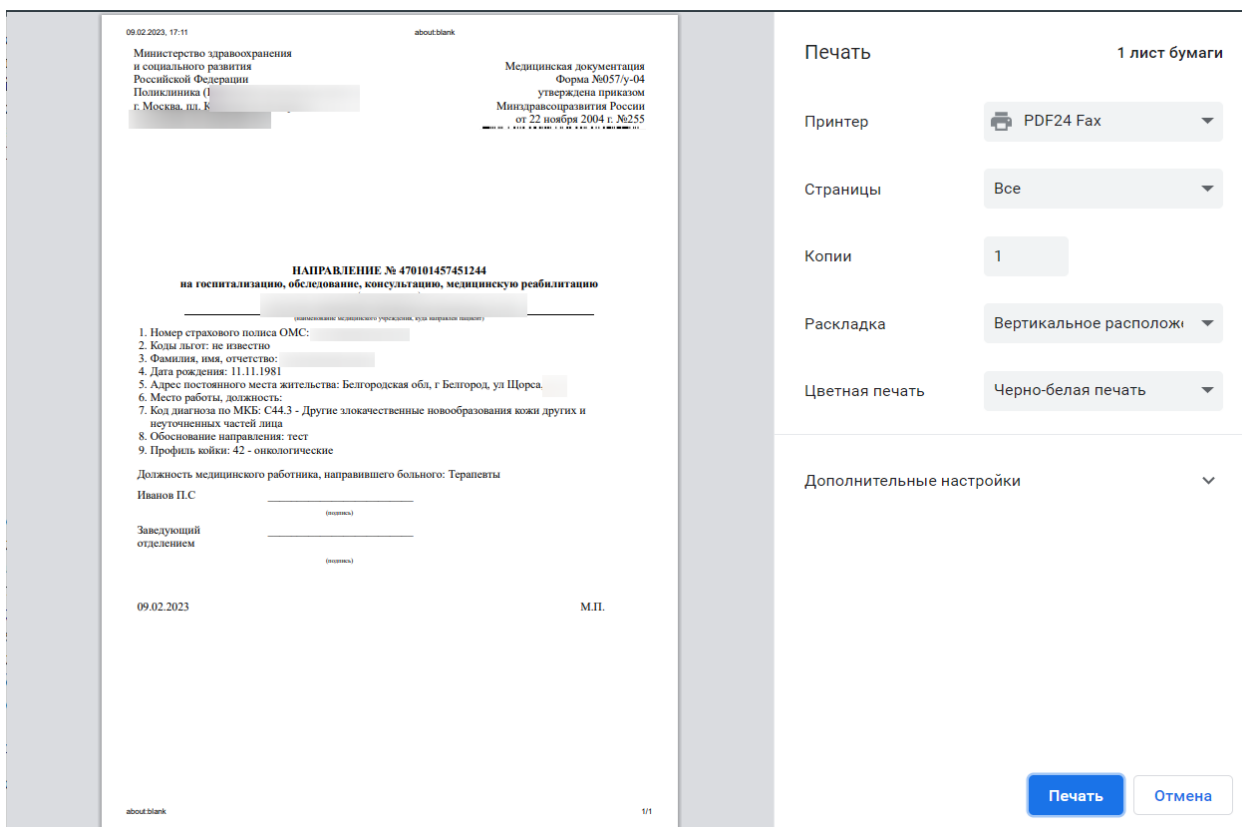 09.02.2023, 17:11
about:blank
Министерство здравоохранения
и социального развития
Российской Федерации
Поликлиника
г. Москва, пл.
Медицинская документация
Форма №057/у-04
утверждена приказом
Минздравсоцразвития России
от 22 ноября 2004 г. №255
НАПРАВЛЕНИЕ № 470101457451244
на госпитализацию, обследование, консультацию, медицинскую реабилитацию
(наименование медицинского учреждения, куда направлен пациент)
1. Номер страхового полиса ОМС:
2. Коды льгот: не известно
3. Фамилия, имя, отчетство:
4. Дата рождения: 11.11.1981
5. Адрес постоянного места жительства: Белгородская обл, г Белгород, ул Щорса,
6. Место работы, должность:
7. Код диагноза по МКБ: C44.3 - Другие злокачественные новообразования кожи других и
неуточненных частей лица
8. Обоснование направления: тест
9. Профиль койки: 42 - онкологические
Должность медицинского работника, направившего больного: Терапевты
Иванов П.С
(подпись)
Заведующий
отделением
(подпись)
09.02.2023
М.П.
about:blank
1/1
Печать
1 лист бумаги
Принтер
PDF24 Fax
Страницы
Все
Копии
1
Раскладка
Вертикальное располож
Цветная печать
Черно-белая печать
Дополнительные настройки
Печать
Отмена